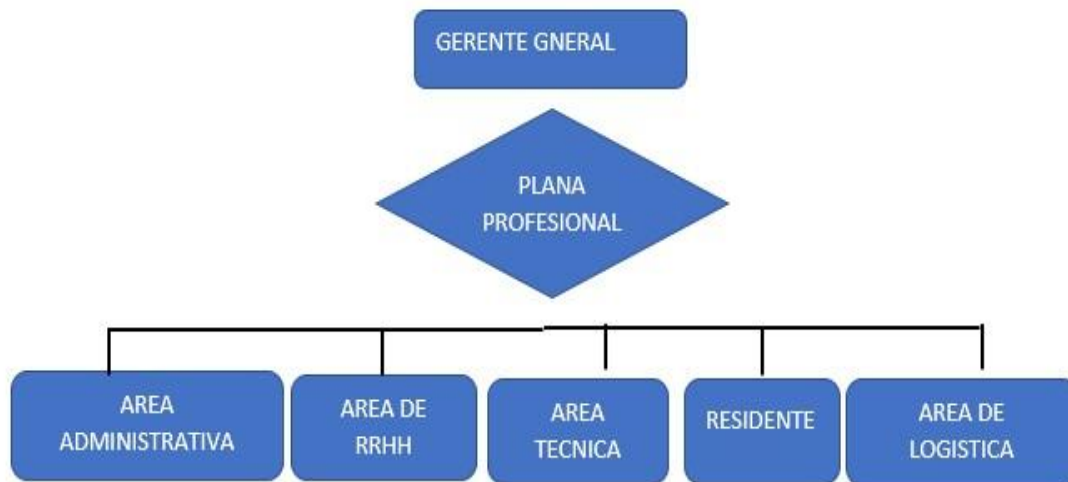 GERENTE GNERAL
PLANA
PROFESIONAL
AREA
ADMINISTRATIVA
AREA DE
RRHH
AREA
TECNICA
RESIDENTE
AREA DE
LOGISTICA